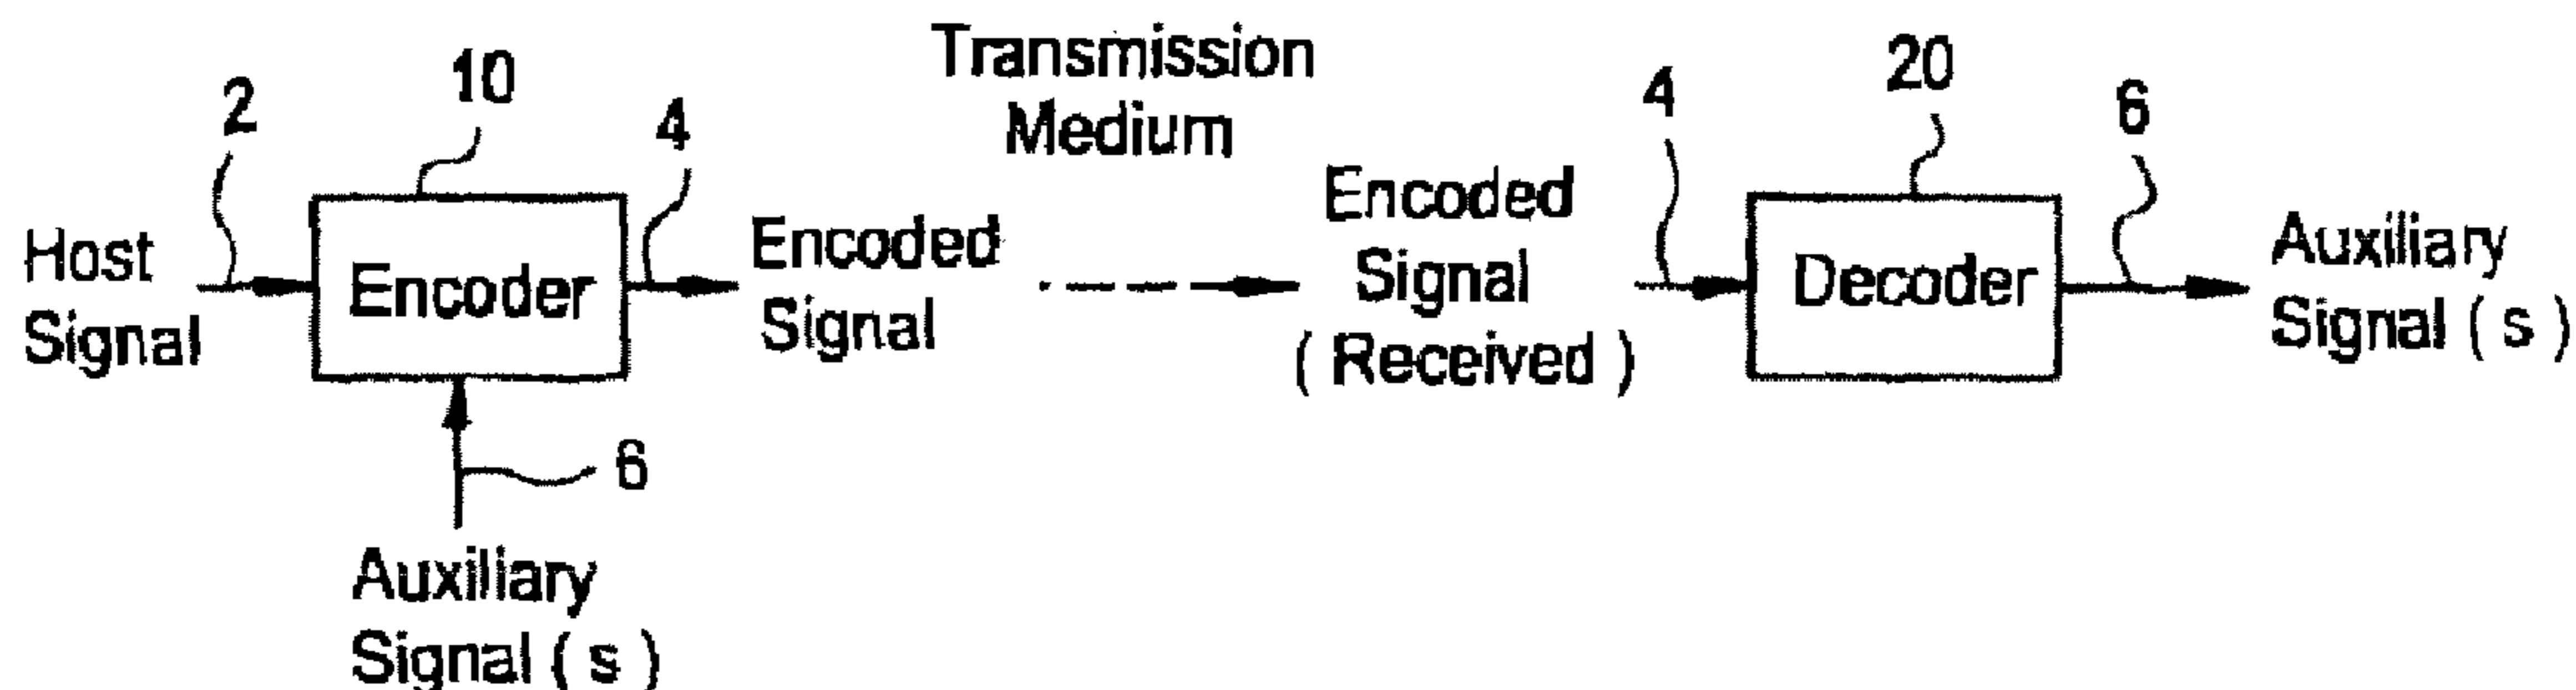 2
10
4
Transmission
Medium
4
20
6
Host
Signal
Encoder
Encoded
Signal
Encoded
Signal
( Received )
Decoder
Auxiliary
Signal ( s )
6
Auxiliary
Signal ( s )